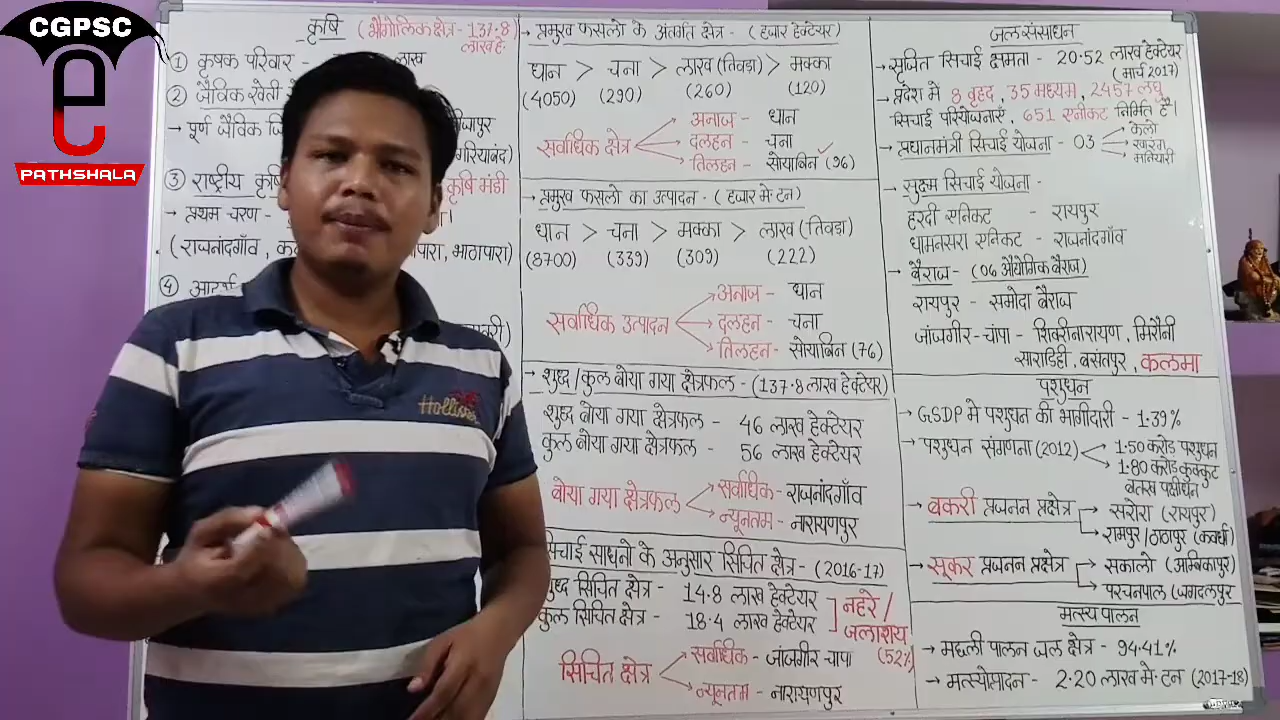 CGPSC
PATHSHALA
कृषि (भौगोलिक क्षेत्र - 137.8
लाख हे.
① कृषक परिवार - लाख
② जैविक खेती
→ पूर्ण जैविक जि
गरियाबंद)
③ राष्ट्रीय कृषि कृषि मंडी
→ प्रथम चरण -
(राजनांदगाँव, पारा, भाठापारा)
④
→ प्रमुख फसलो के अंतर्गत क्षेत्र - (हजार हेक्टेयर)
धान > चना > लाख (तिवडा) > मक्का
(4050) (290) (260) (120)
सर्वाधिक क्षेत्र
अनाज - धान
दलहन - चना
तिलहन - सोयाबिन (96)
→ प्रमुख फसलो का उत्पादन - (हजार मे. टन)
धान > चना > मक्का > लाख (तिवडा)
(8700) (339) (309) (222)
सर्वाधिक उत्पादन
अनाज - धान
दलहन - चना
तिलहन - सोयाबिन (76)
→ शुद्ध / कुल बोया गया क्षेत्रफल - (137.8 लाख हेक्टेयर)
शुद्ध बोया गया क्षेत्रफल - 46 लाख हेक्टेयर
कुल बोया गया क्षेत्रफल - 56 लाख हेक्टेयर
बोया गया क्षेत्रफल
सर्वाधिक - राजनांदगाँव
न्यूनतम - नारायणपुर
सिंचाई साधनो के अनुसार सिंचित क्षेत्र - (2016-17)
शुद्ध सिंचित क्षेत्र - 14.8 लाख हेक्टेयर
कुल सिंचित क्षेत्र - 18.4 लाख हेक्टेयर
नहरे /
जलाशय
(52%)
सिंचित क्षेत्र
सर्वाधिक - जांजगीर चांपा
न्यूनतम - नारायणपुर
जल संसाधन
→ सृजित सिंचाई क्षमता - 20.52 लाख हेक्टेयर
(मार्च 2017)
→ प्रदेश मे 8 वृहद, 35 मध्यम, 2457 लघु
सिंचाई परियोजनाएँ, 651 एनीकट निर्मित है।
→ प्रधानमंत्री सिंचाई योजना - 03
केलो
खारंग
मनियारी
→ सूक्ष्म सिंचाई योजना -
हरदी एनिकट - रायपुर
धामनसरा एनिकट - राजनांदगाँव
→ बैराज - (06 औद्योगिक बैराज)
रायपुर - समोदा बैराज
जांजगीर-चांपा - शिवरीनारायण, मिरौनी
साराडिही, बसंतपुर, कलमा
पशुधन
→ GSDP मे पशुधन की भागीदारी - 1.39%
→ पशुधन संगणना (2012)
1.50 करोड़ पशुधन
1.80 करोड़ कुक्कुट
बतख पक्षीधन
→ बकरी प्रजनन प्रक्षेत्र
सरोरा (रायपुर)
रामपुर / ठाठापुर (कवर्धा)
→ सूकर प्रजनन प्रक्षेत्र
सकालो (अम्बिकापुर)
परचनपाल (जगदलपुर
मत्स्य पालन
→ मछली पालन जल क्षेत्र - 94.41%
→ मत्स्योत्पादन - 2.20 लाख मे. टन (2017-18)